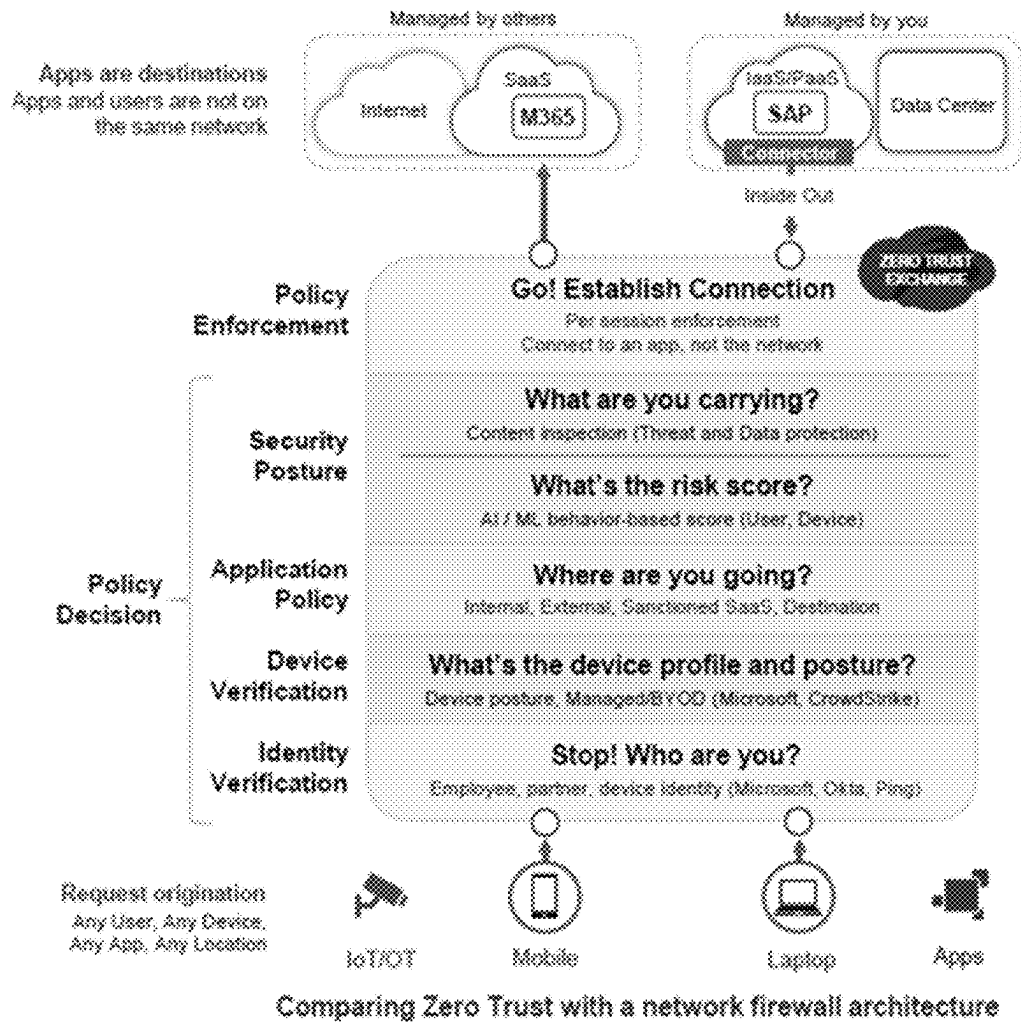 Managed by others
Managed by you
Apps are destinations
Apps and users are not on
the same network
Internet
SaaS
M365
IaaS/PaaS
SAP
Connector
Data Center
Inside Out
ZERO TRUST
EXCHANGE
Policy
Enforcement
Go! Establish Connection
Per session enforcement
Connect to an app, not the network
Policy
Decision
Security
Posture
What are you carrying?
Content inspection (Threat and Data protection)
What's the risk score?
AI / ML behavior-based score (User, Device)
Application
Policy
Where are you going?
Internal, External, Sanctioned SaaS, Destination
Device
Verification
What's the device profile and posture?
Device posture, Managed/BYOD (Microsoft, CrowdStrike)
Identity
Verification
Stop! Who are you?
Employee, partner, device identity (Microsoft, Okta, Ping)
Request origination
Any User, Any Device,
Any App, Any Location
IoT/OT
Mobile
Laptop
Apps
Comparing Zero Trust with a network firewall architecture